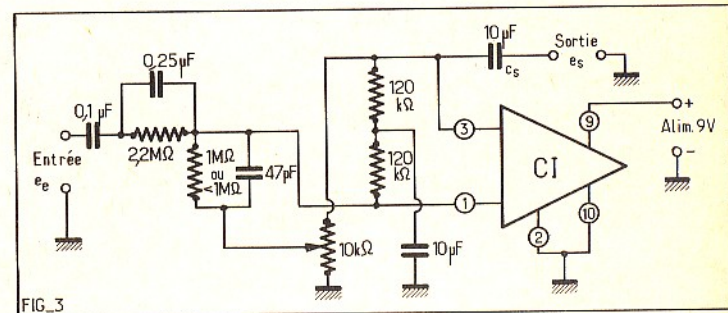 0,25µF
0,1µF
2,2MΩ
Entrée
ee
1MΩ
ou
<1MΩ
47pF
10kΩ
120
kΩ
120
kΩ
10µF
10µF
Cs
Sortie
es
3
1
CI
9
10
2
+
Alim. 9V
-
FIG_3